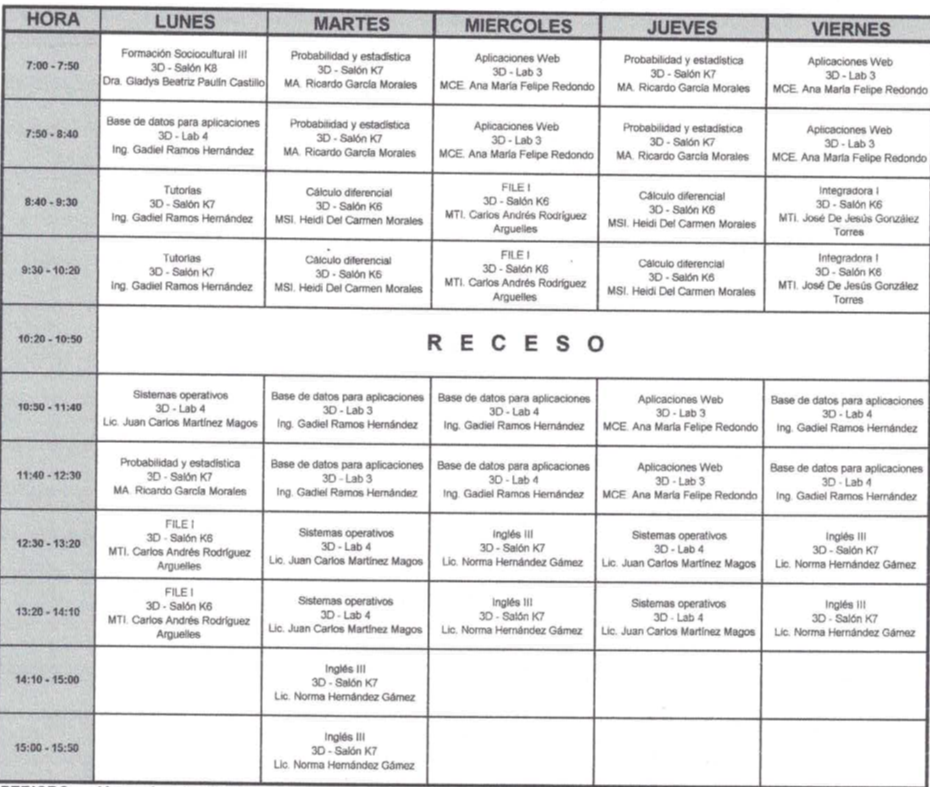 HORA LUNES MARTES MIERCOLES JUEVES VIERNES
7:00 - 7:50
Formación Sociocultural III
3D - Salón K8
Dra. Gladys Beatriz Paulin Castillo
Probabilidad y estadística
3D - Salón K7
MA. Ricardo García Morales
Aplicaciones Web
3D - Lab 3
MCE. Ana María Felipe Redondo
Probabilidad y estadística
3D - Salón K7
MA. Ricardo García Morales
Aplicaciones Web
3D - Lab 3
MCE. Ana María Felipe Redondo
7:50 - 8:40
Base de datos para aplicaciones
3D - Lab 4
Ing. Gadiel Ramos Hernández
Probabilidad y estadística
3D - Salón K7
MA. Ricardo García Morales
Aplicaciones Web
3D - Lab 3
MCE. Ana María Felipe Redondo
Probabilidad y estadística
3D - Salón K7
MA. Ricardo García Morales
Aplicaciones Web
3D - Lab 3
MCE. Ana María Felipe Redondo
8:40 - 9:30
Tutorías
3D - Salón K7
Ing. Gadiel Ramos Hernández
Cálculo diferencial
3D - Salón K6
MSI. Heidi Del Carmen Morales
FILE I
3D - Salón K6
MTI. Carlos Andrés Rodríguez
Arguelles
Cálculo diferencial
3D - Salón K6
MSI. Heidi Del Carmen Morales
Integradora I
3D - Salón K6
MTI. José De Jesús González
Torres
9:30 - 10:20
Tutorías
3D - Salón K7
Ing. Gadiel Ramos Hernández
Cálculo diferencial
3D - Salón K6
MSI. Heidi Del Carmen Morales
FILE I
3D - Salón K6
MTI. Carlos Andrés Rodríguez
Arguelles
Cálculo diferencial
3D - Salón K6
MSI. Heidi Del Carmen Morales
Integradora I
3D - Salón K6
MTI. José De Jesús González
Torres
10:20 - 10:50
R E C E S O
10:50 - 11:40
Sistemas operativos
3D - Lab 4
Lic. Juan Carlos Martínez Magos
Base de datos para aplicaciones
3D - Lab 3
Ing. Gadiel Ramos Hernández
Base de datos para aplicaciones
3D - Lab 4
Ing. Gadiel Ramos Hernández
Aplicaciones Web
3D - Lab 3
MCE. Ana María Felipe Redondo
Base de datos para aplicaciones
3D - Lab 4
Ing. Gadiel Ramos Hernández
11:40 - 12:30
Probabilidad y estadística
3D - Salón K7
MA. Ricardo García Morales
Base de datos para aplicaciones
3D - Lab 3
Ing. Gadiel Ramos Hernández
Base de datos para aplicaciones
3D - Lab 4
Ing. Gadiel Ramos Hernández
Aplicaciones Web
3D - Lab 3
MCE. Ana María Felipe Redondo
Base de datos para aplicaciones
3D - Lab 4
Ing. Gadiel Ramos Hernández
12:30 - 13:20
FILE I
3D - Salón K6
MTI. Carlos Andrés Rodríguez
Arguelles
Sistemas operativos
3D - Lab 4
Lic. Juan Carlos Martínez Magos
Inglés III
3D - Salón K7
Lic. Norma Hernández Gámez
Sistemas operativos
3D - Lab 4
Lic. Juan Carlos Martínez Magos
Inglés III
3D - Salón K7
Lic. Norma Hernández Gámez
13:20 - 14:10
FILE I
3D - Salón K6
MTI. Carlos Andrés Rodríguez
Arguelles
Sistemas operativos
3D - Lab 4
Lic. Juan Carlos Martínez Magos
Inglés III
3D - Salón K7
Lic. Norma Hernández Gámez
Sistemas operativos
3D - Lab 4
Lic. Juan Carlos Martínez Magos
Inglés III
3D - Salón K7
Lic. Norma Hernández Gámez
14:10 - 15:00
Inglés III
3D - Salón K7
Lic. Norma Hernández Gámez
15:00 - 15:50
Inglés III
3D - Salón K7
Lic. Norma Hernández Gámez